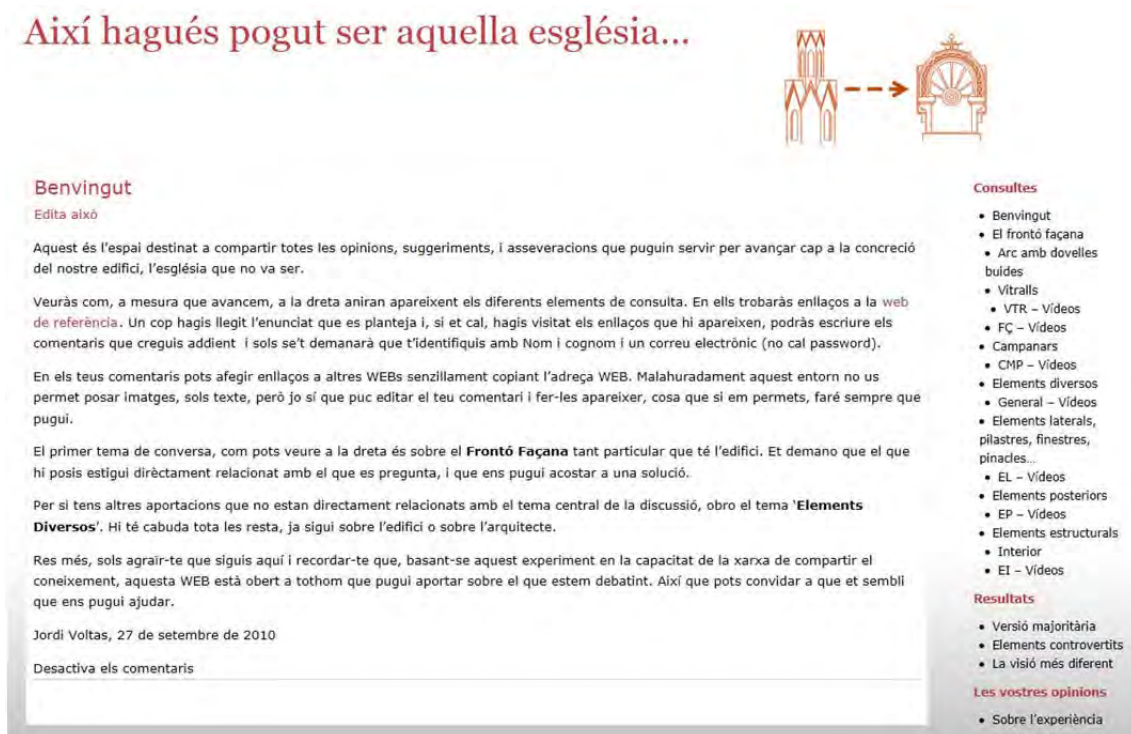 Així hagués pogut ser aquella església...
Benvingut
Edita això
Aquest és l'espai destinat a compartir totes les opinions, suggeriments, i asseveracions que puguin servir per avançar cap a la concreció
del nostre edifici, l'església que no va ser.
Veuràs com, a mesura que avancem, a la dreta aniran apareixent els diferents elements de consulta. En ells trobaràs enllaços a la web
de referència. Un cop hagis llegit l'enunciat que es planteja i, si et cal, hagis visitat els enllaços que hi apareixen, podràs escriure els
comentaris que creguis addient i sols se't demanarà que t'identifiquis amb Nom i cognom i un correu electrònic (no cal password).
En els teus comentaris pots afegir enllaços a altres WEBs senzillament copiant l'adreça WEB. Malahuradament aquest entorn no us
permet posar imatges, sols texte, però jo sí que puc editar el teu comentari i fer-les apareixer, cosa que si em permets, faré sempre que
pugui.
El primer tema de conversa, com pots veure a la dreta és sobre el Frontó Façana tant particular que té l'edifici. Et demano que el que
hi posis estigui dirèctament relacionat amb el que es pregunta, i que ens pugui acostar a una solució.
Per si tens altres aportacions que no estan directament relacionats amb el tema central de la discussió, obro el tema 'Elements
Diversos'. Hi té cabuda tota les resta, ja sigui sobre l'edifici o sobre l'arquitecte.
Res més, sols agraïr-te que siguis aquí i recordar-te que, basant-se aquest experiment en la capacitat de la xarxa de compartir el
coneixement, aquesta WEB està obert a tothom que pugui aportar sobre el que estem debatint. Així que pots convidar a que et sembli
que ens pugui ajudar.
Jordi Voltas, 27 de setembre de 2010
Desactiva els comentaris
Consultes
Benvingut
El frontó façana
Arc amb dovelles
buides
Vitralls
VTR – Vídeos
FÇ – Vídeos
Campanars
CMP – Vídeos
Elements diversos
General – Vídeos
Elements laterals,
pilastres, finestres,
pinacles...
EL – Vídeos
Elements posteriors
EP – Vídeos
Elements estructurals
Interior
EI – Vídeos
Resultats
Versió majoritària
Elements controvertits
La visió més diferent
Les vostres opinions
Sobre l'experiència